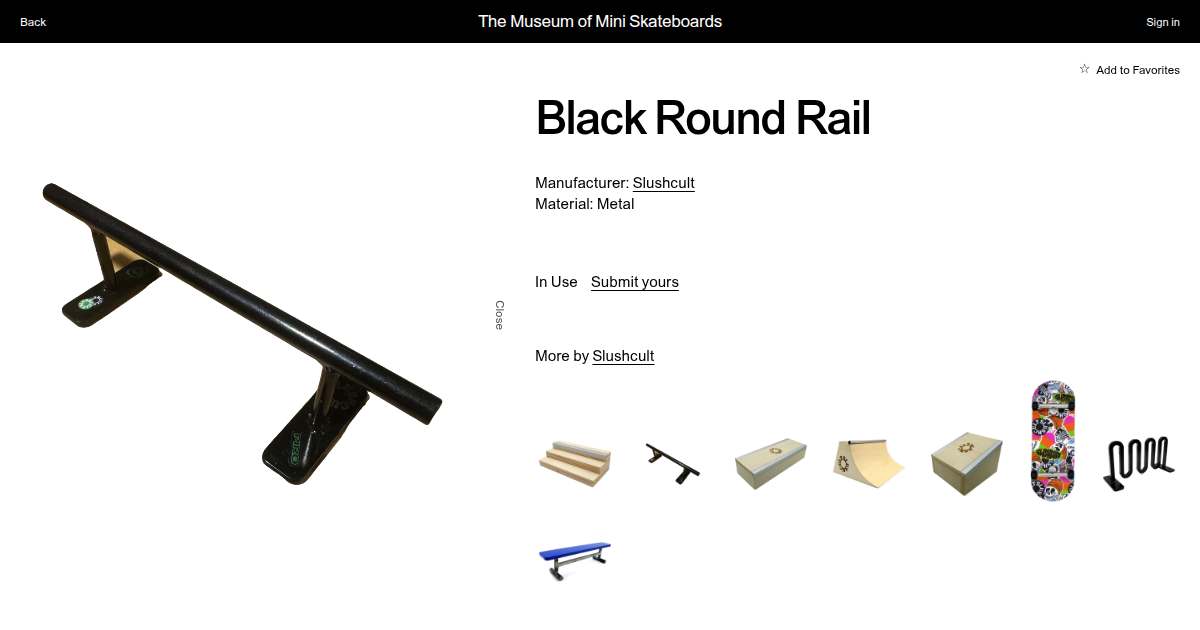 Back
The Museum of Mini Skateboards
Sign in
☆ Add to Favorites
Black Round Rail
Manufacturer: Slushcult
Material: Metal
In Use Submit yours
Close
More by Slushcult